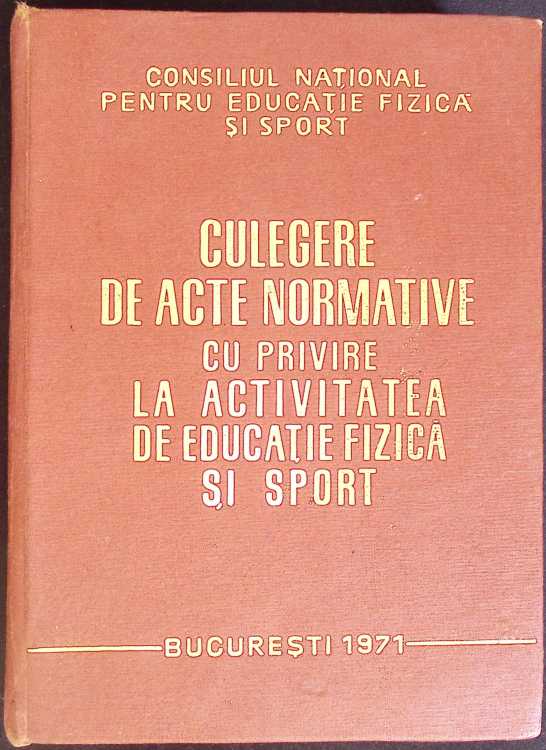 CONSILIUL NAȚIONAL
PENTRU EDUCAȚIE FIZICĂ
ȘI SPORT
CULEGERE
DE ACTE NORMATIVE
CU PRIVIRE
LA ACTIVITATEA
DE EDUCAȚIE FIZICĂ
ȘI SPORT
BUCUREȘTI 1971